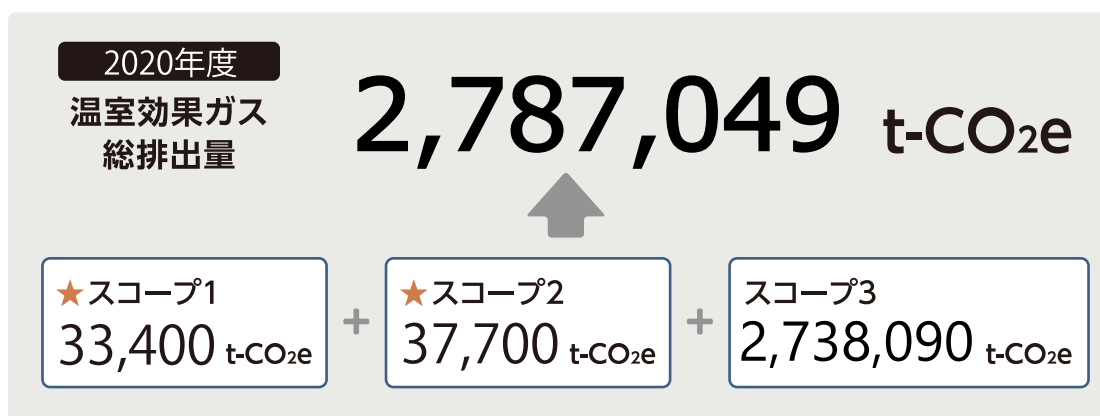 2020年度
温室効果ガス
総排出量
2,787,049 t-CO2e
★スコープ1
33,400 t-CO2e
+
★スコープ2
37,700 t-CO2e
+
スコープ3
2,738,090 t-CO2e